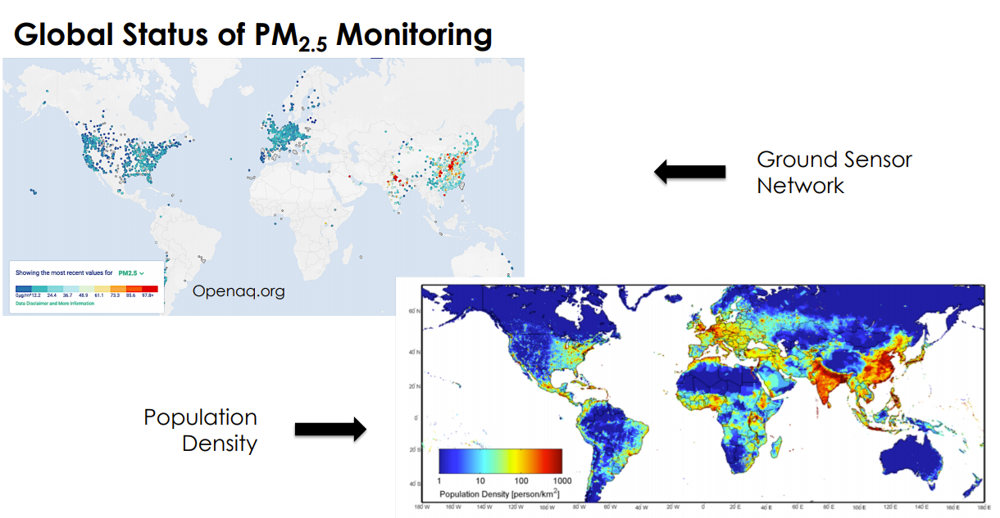 Global Status of PM2.5 Monitoring
Ground Sensor
Network
Showing the most recent values for PM2.5
0μg/m³ 12.2 24.4 36.7 48.9 61.1 73.3 85.6 97.8+
Data Disclaimer and More Information
Openaq.org
Population
Density
60 N
40 N
20 N
0
20 S
40 S
1 10 100 1000
Population Density [person/km2]
180 W 160 W 140 W 120 W 100 W 80 W 60 W 40 W 20 W 0 20 E 40 E 60 E 80 E 100 E 120 E 140 E 160 E 180 E